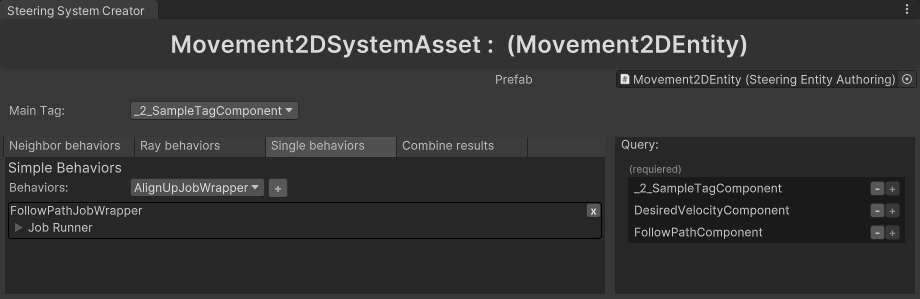 Steering System Creator
Movement2DSystemAsset : (Movement2DEntity)
Prefab
Movement2DEntity (Steering Entity Authoring)
Main Tag:
_2_SampleTagComponent
Neighbor behaviors
Ray behaviors
Single behaviors
Combine results
Simple Behaviors
Behaviors:
AlignUpJobWrapper
+
FollowPathJobWrapper
x
Job Runner
Query:
(requiered)
_2_SampleTagComponent
- +
DesiredVelocityComponent
- +
FollowPathComponent
- +